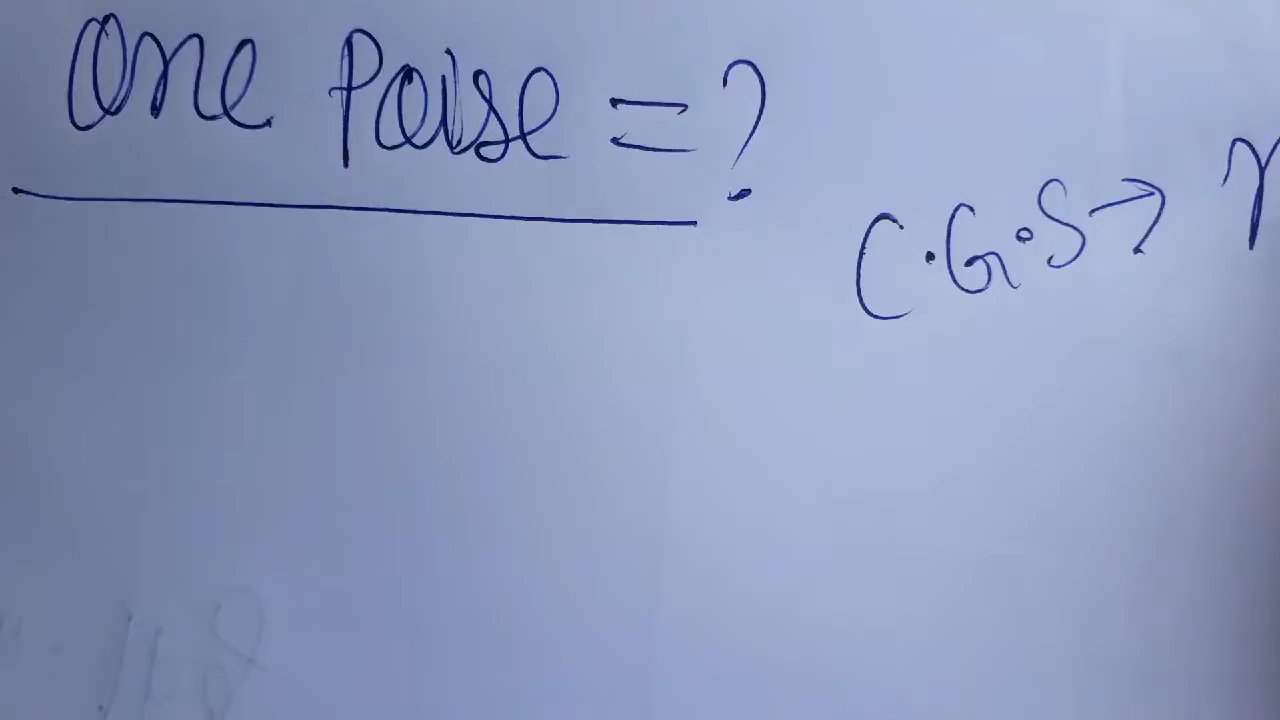 One Poise = ?
C.G.S → η